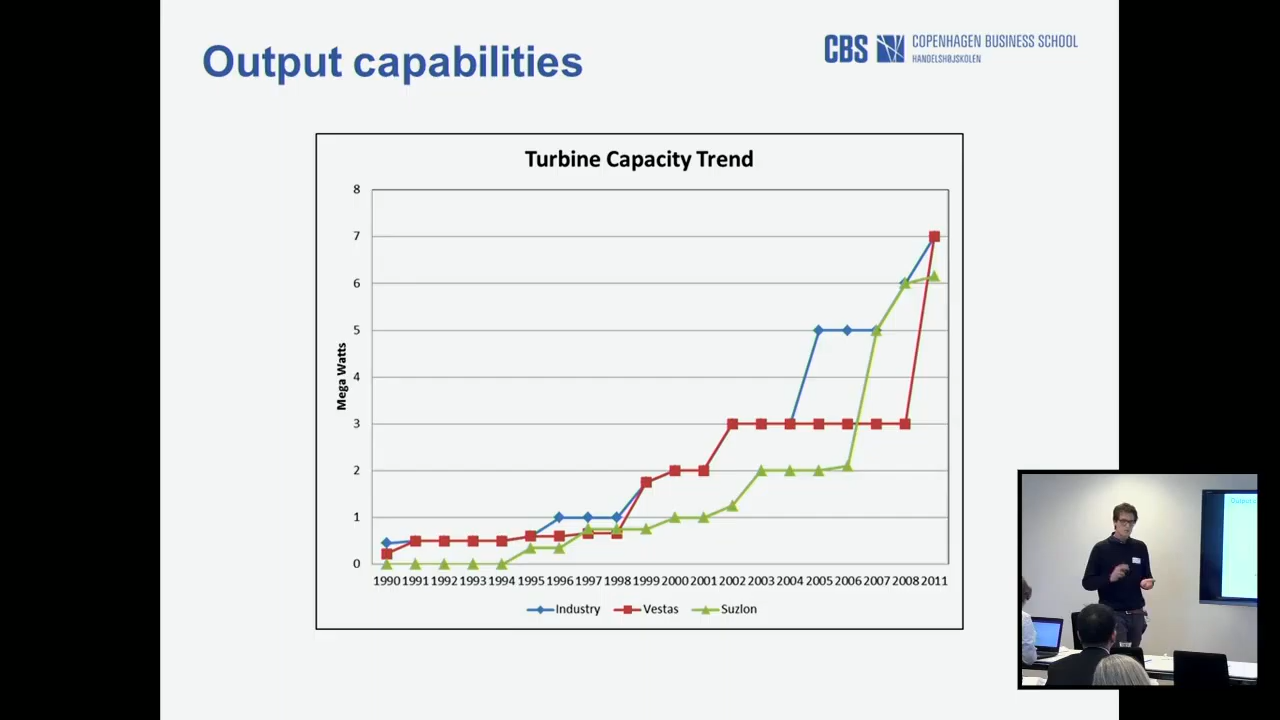 Output capabilities
CBS COPENHAGEN BUSINESS SCHOOL
HANDELSHØJSKOLEN
Turbine Capacity Trend
8
7
6
5
4
3
2
1
0
Mega Watts
1990 1991 1992 1993 1994 1995 1996 1997 1998 1999 2000 2001 2002 2003 2004 2005 2006 2007 2008 2011
Industry Vestas Suzlon